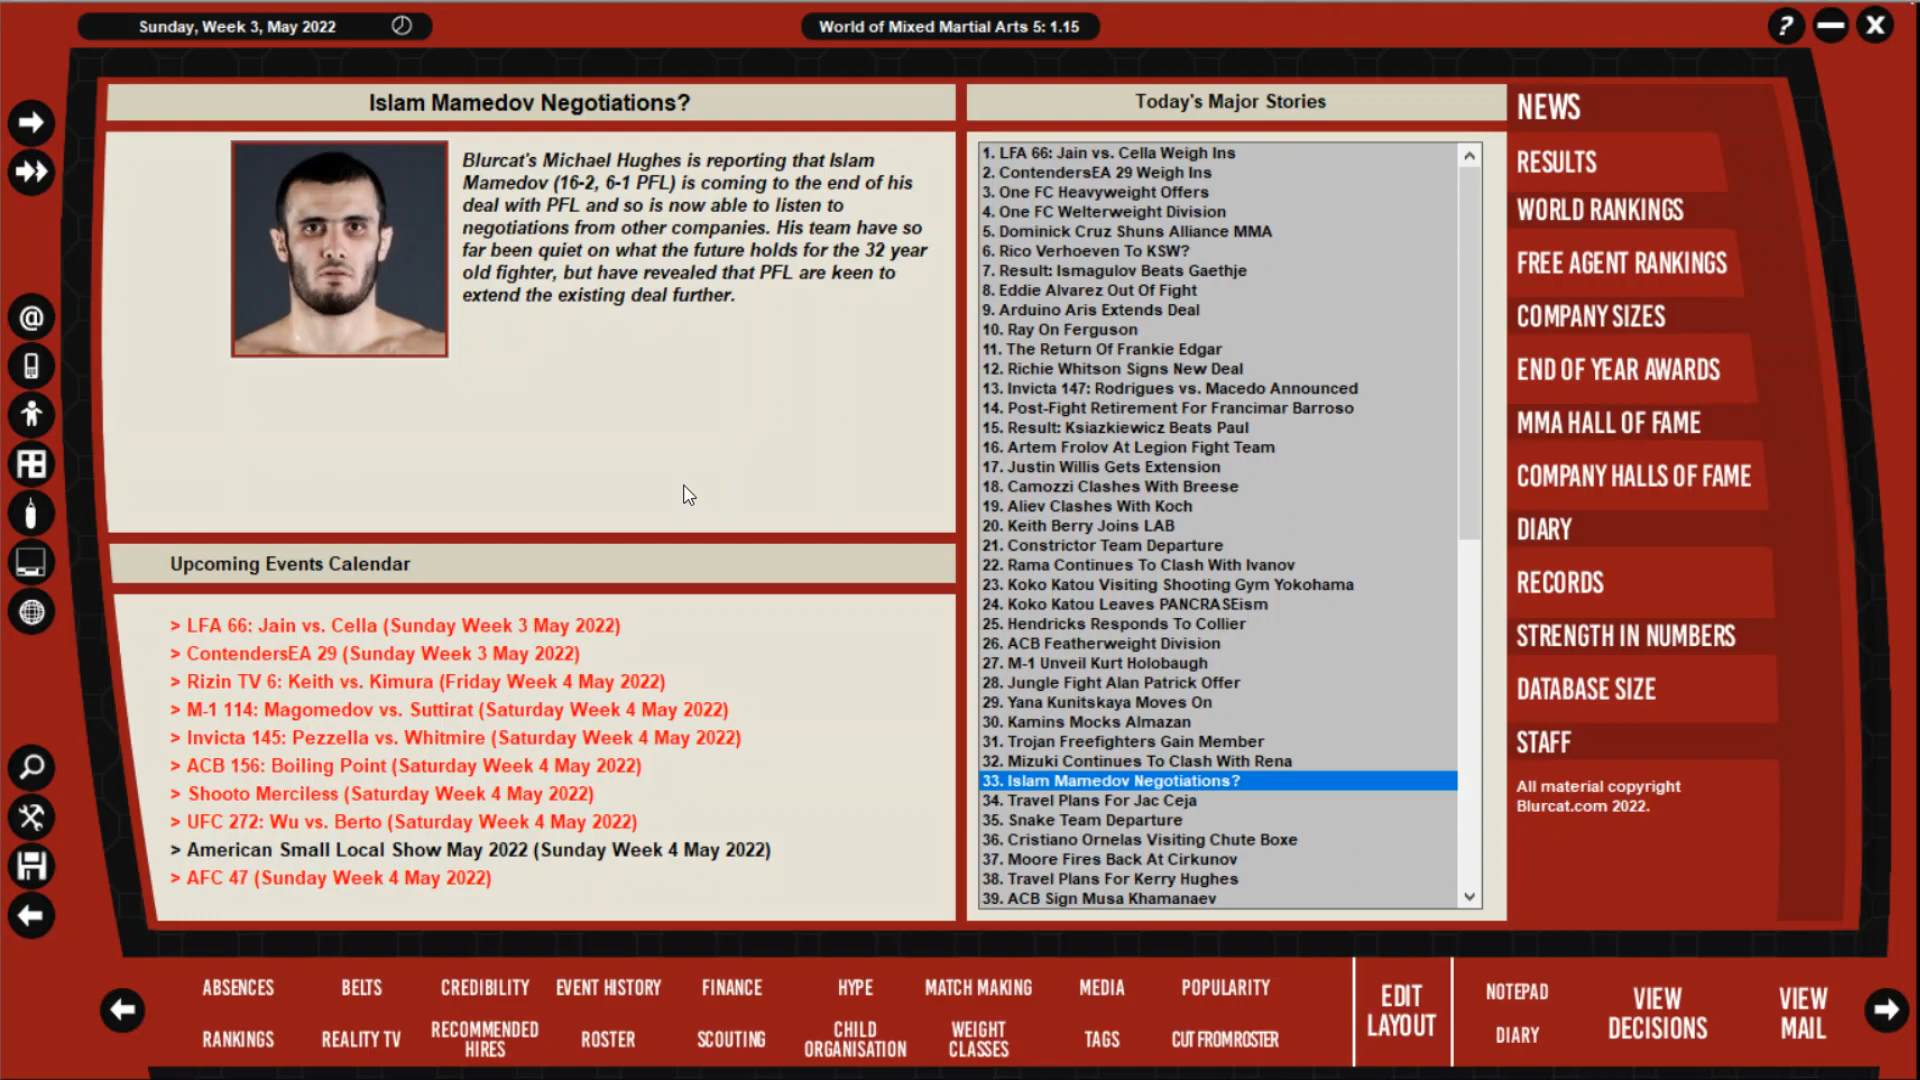 Sunday, Week 3, May 2022
World of Mixed Martial Arts 5: 1.15
?
X
Islam Mamedov Negotiations?
Blurcat's Michael Hughes is reporting that Islam
Mamedov (16-2, 6-1 PFL) is coming to the end of his
deal with PFL and so is now able to listen to
negotiations from other companies. His team have so
far been quiet on what the future holds for the 32 year
old fighter, but have revealed that PFL are keen to
extend the existing deal further.
Upcoming Events Calendar
> LFA 66: Jain vs. Cella (Sunday Week 3 May 2022)
> ContendersEA 29 (Sunday Week 3 May 2022)
> Rizin TV 6: Keith vs. Kimura (Friday Week 4 May 2022)
> M-1 114: Magomedov vs. Suttirat (Saturday Week 4 May 2022)
> Invicta 145: Pezzella vs. Whitmire (Saturday Week 4 May 2022)
> ACB 156: Boiling Point (Saturday Week 4 May 2022)
> Shooto Merciless (Saturday Week 4 May 2022)
> UFC 272: Wu vs. Berto (Saturday Week 4 May 2022)
> American Small Local Show May 2022 (Sunday Week 4 May 2022)
> AFC 47 (Sunday Week 4 May 2022)
Today's Major Stories
1. LFA 66: Jain vs. Cella Weigh Ins
2. ContendersEA 29 Weigh Ins
3. One FC Heavyweight Offers
4. One FC Welterweight Division
5. Dominick Cruz Shuns Alliance MMA
6. Rico Verhoeven To KSW?
7. Result: Ismagulov Beats Gaethje
8. Eddie Alvarez Out Of Fight
9. Arduino Aris Extends Deal
10. Ray On Ferguson
11. The Return Of Frankie Edgar
12. Richie Whitson Signs New Deal
13. Invicta 147: Rodrigues vs. Macedo Announced
14. Post-Fight Retirement For Francimar Barroso
15. Result: Ksiazkiewicz Beats Paul
16. Artem Frolov At Legion Fight Team
17. Justin Willis Gets Extension
18. Camozzi Clashes With Breese
19. Aliev Clashes With Koch
20. Keith Berry Joins LAB
21. Constrictor Team Departure
22. Rama Continues To Clash With Ivanov
23. Koko Katou Visiting Shooting Gym Yokohama
24. Koko Katou Leaves PANCRASEism
25. Hendricks Responds To Collier
26. ACB Featherweight Division
27. M-1 Unveil Kurt Holobaugh
28. Jungle Fight Alan Patrick Offer
29. Yana Kunitskaya Moves On
30. Kamins Mocks Almazan
31. Trojan Freefighters Gain Member
32. Mizuki Continues To Clash With Rena
33. Islam Mamedov Negotiations?
34. Travel Plans For Jac Ceja
35. Snake Team Departure
36. Cristiano Ornelas Visiting Chute Boxe
37. Moore Fires Back At Cirkunov
38. Travel Plans For Kerry Hughes
39. ACB Sign Musa Khamanaev
NEWS
RESULTS
WORLD RANKINGS
FREE AGENT RANKINGS
COMPANY SIZES
END OF YEAR AWARDS
MMA HALL OF FAME
COMPANY HALLS OF FAME
DIARY
RECORDS
STRENGTH IN NUMBERS
DATABASE SIZE
STAFF
All material copyright
Blurcat.com 2022.
@
ABSENCES
BELTS
CREDIBILITY
EVENT HISTORY
FINANCE
HYPE
MATCH MAKING
MEDIA
POPULARITY
RANKINGS
REALITY TV
RECOMMENDED
HIRES
ROSTER
SCOUTING
CHILD
ORGANISATION
WEIGHT
CLASSES
TAGS
CUT FROM ROSTER
EDIT
LAYOUT
NOTEPAD
DIARY
VIEW
DECISIONS
VIEW
MAIL